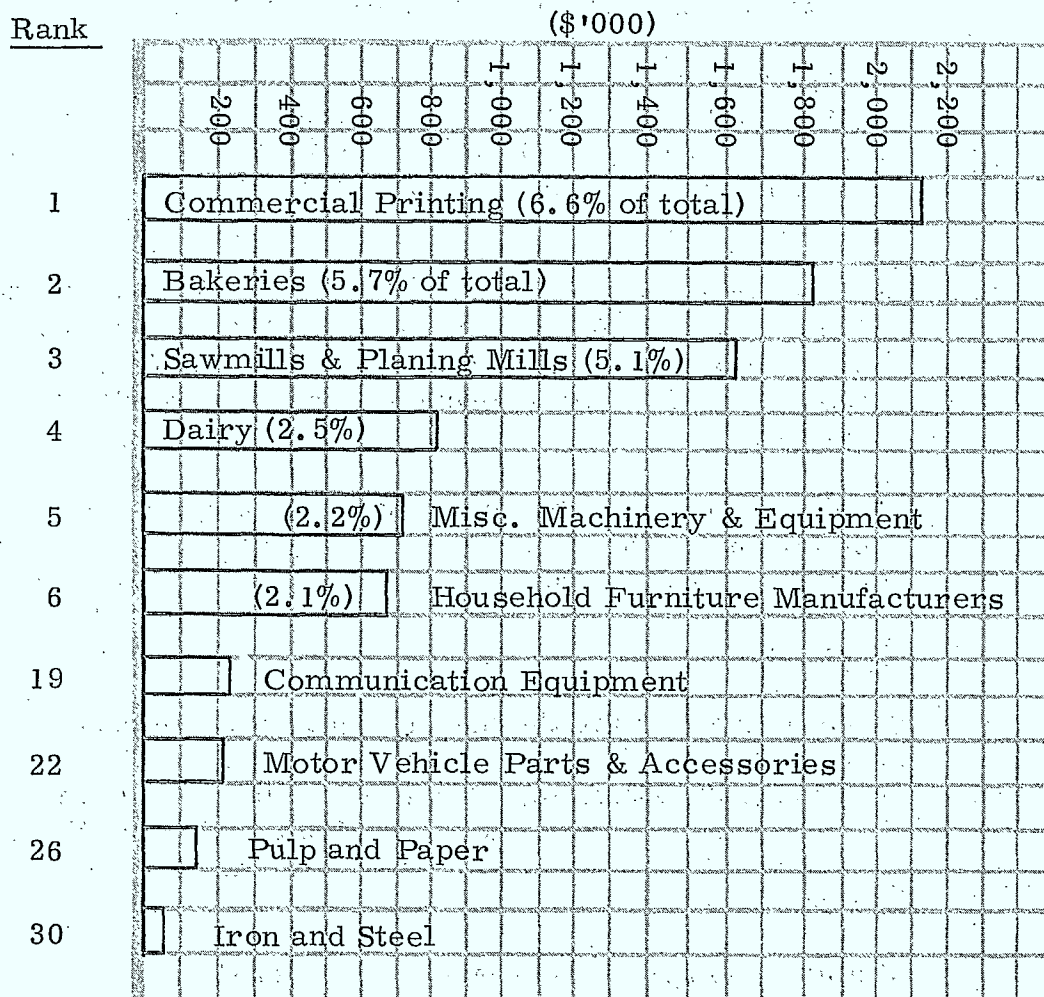 ($'000)
Rank
200 400 600 800 1,000 1,200 1,400 1,600 1,800 2,000 2,200
1 Commercial Printing (6.6% of total)
2 Bakeries (5.7% of total)
3 Sawmills & Planing Mills (5.1%)
4 Dairy (2.5%)
5 (2.2%) Misc. Machinery & Equipment
6 (2.1%) Household Furniture Manufacturers
19 Communication Equipment
22 Motor Vehicle Parts & Accessories
26 Pulp and Paper
30 Iron and Steel